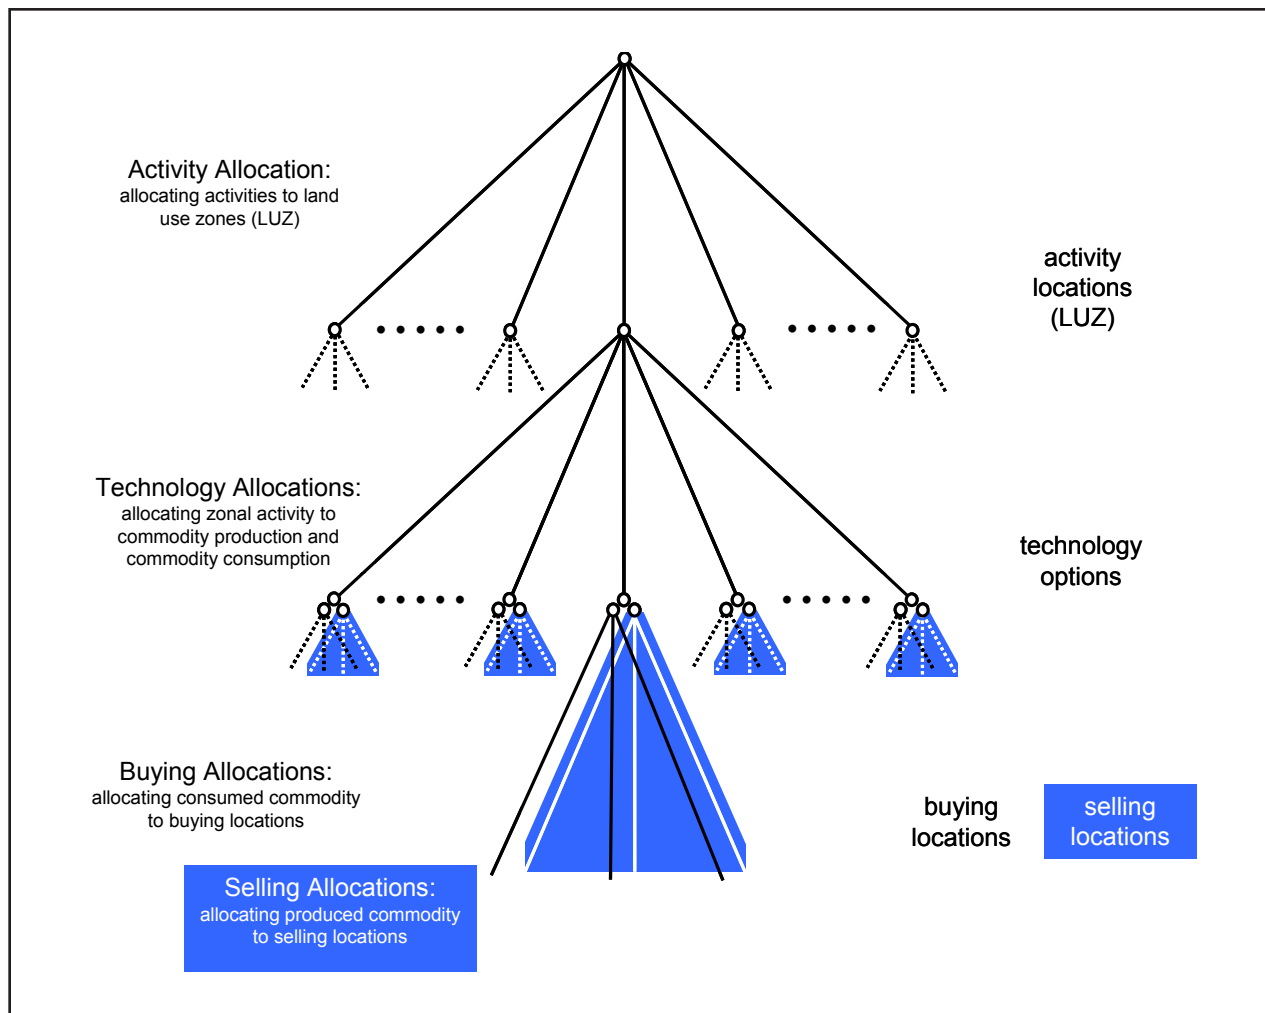 Activity Allocation:
allocating activities to land
use zones (LUZ)
activity
locations
(LUZ)
Technology Allocations:
allocating zonal activity to
commodity production and
commodity consumption
technology
options
Buying Allocations:
allocating consumed commodity
to buying locations
buying
locations
selling
locations
Selling Allocations:
allocating produced commodity
to selling locations